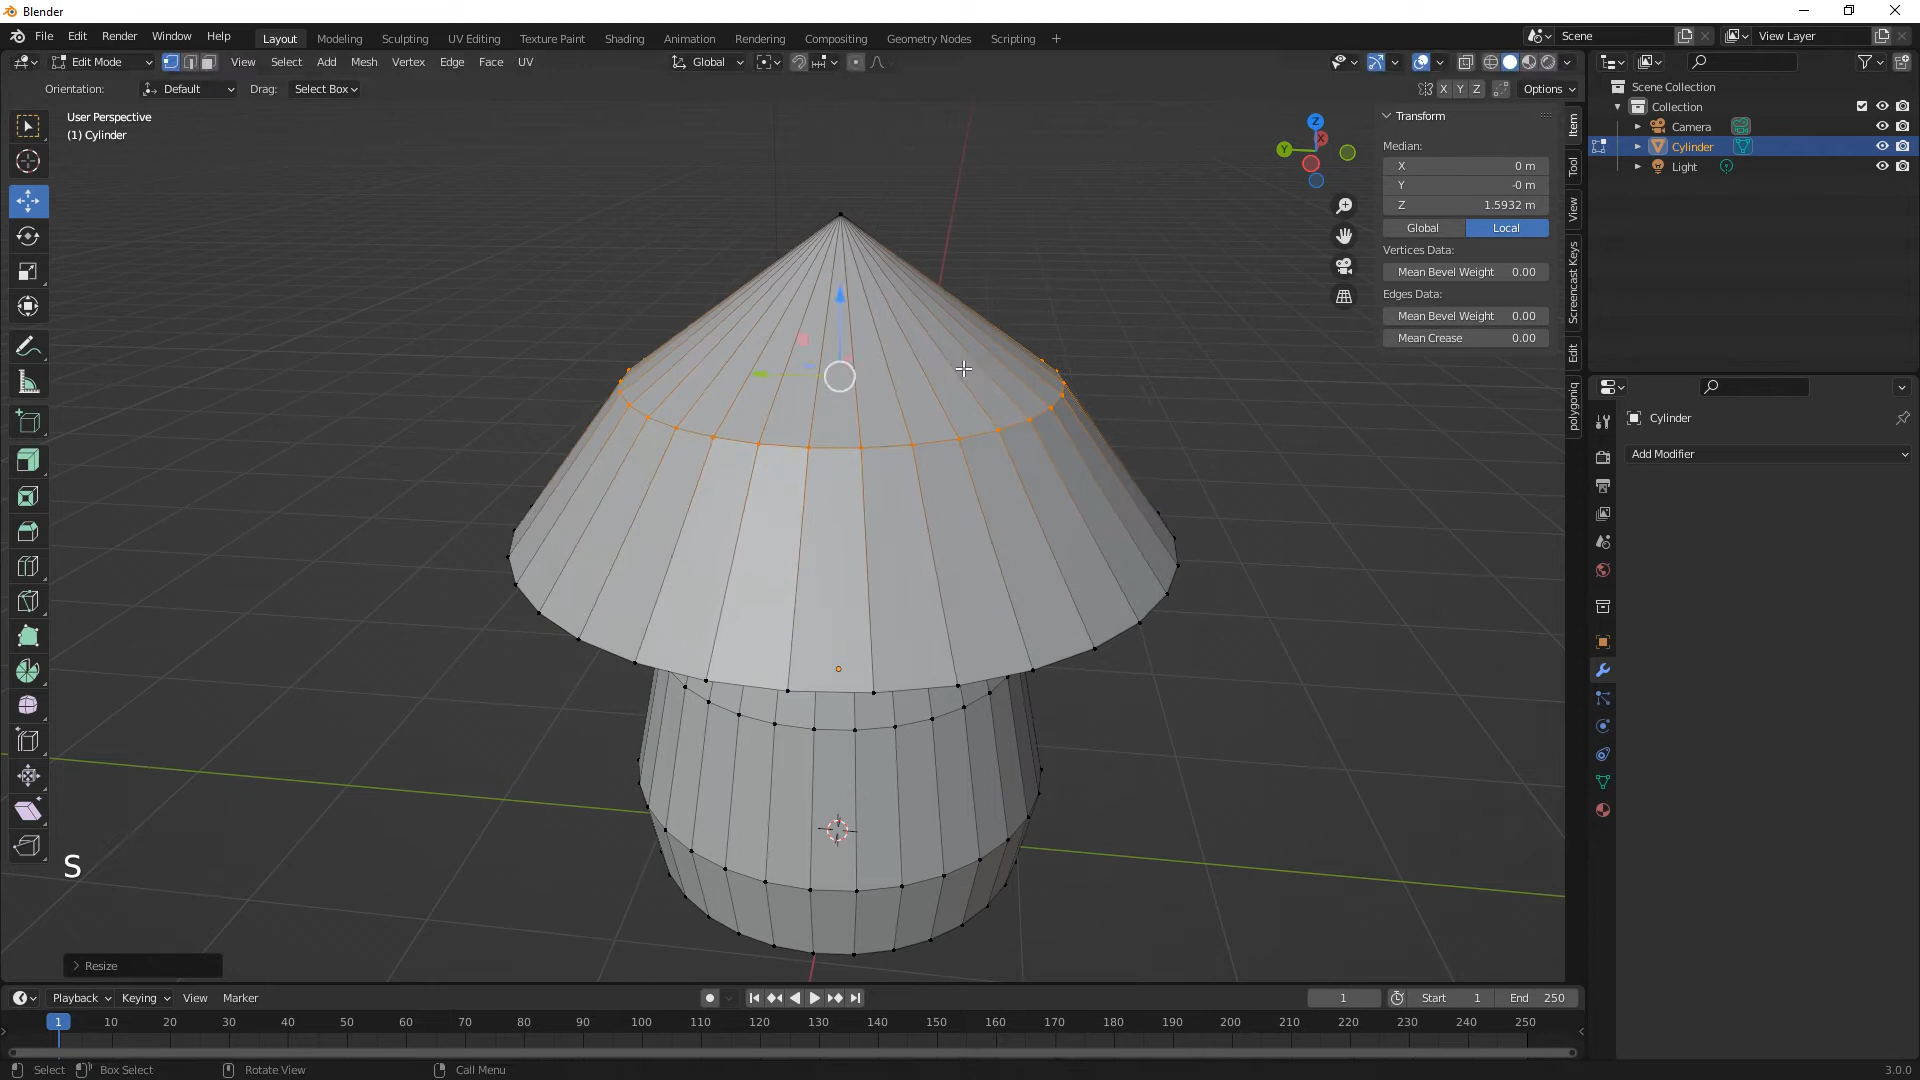 Blender
File Edit Render Window Help
Layout Modeling Sculpting UV Editing Texture Paint Shading Animation Rendering Compositing Geometry Nodes Scripting +
Scene
View Layer
Edit Mode View Select Add Mesh Vertex Edge Face UV
Global
Orientation: Default Drag: Select Box
X Y Z Options
User Perspective
(1) Cylinder
Z
X
Y
Transform
Median:
X 0 m
Y -0 m
Z 1.5932 m
Global Local
Vertices Data:
Mean Bevel Weight 0.00
Edges Data:
Mean Bevel Weight 0.00
Mean Crease 0.00
Item
Tool
View
Screencast Keys
Edit
polygoniq
Scene Collection
Collection
Camera
Cylinder
Light
Cylinder
Add Modifier
S
Resize
Playback Keying View Marker
1 Start 1 End 250
1 10 20 30 40 50 60 70 80 90 100 110 120 130 140 150 160 170 180 190 200 210 220 230 240 250
Select Box Select Rotate View Call Menu 3.0.0